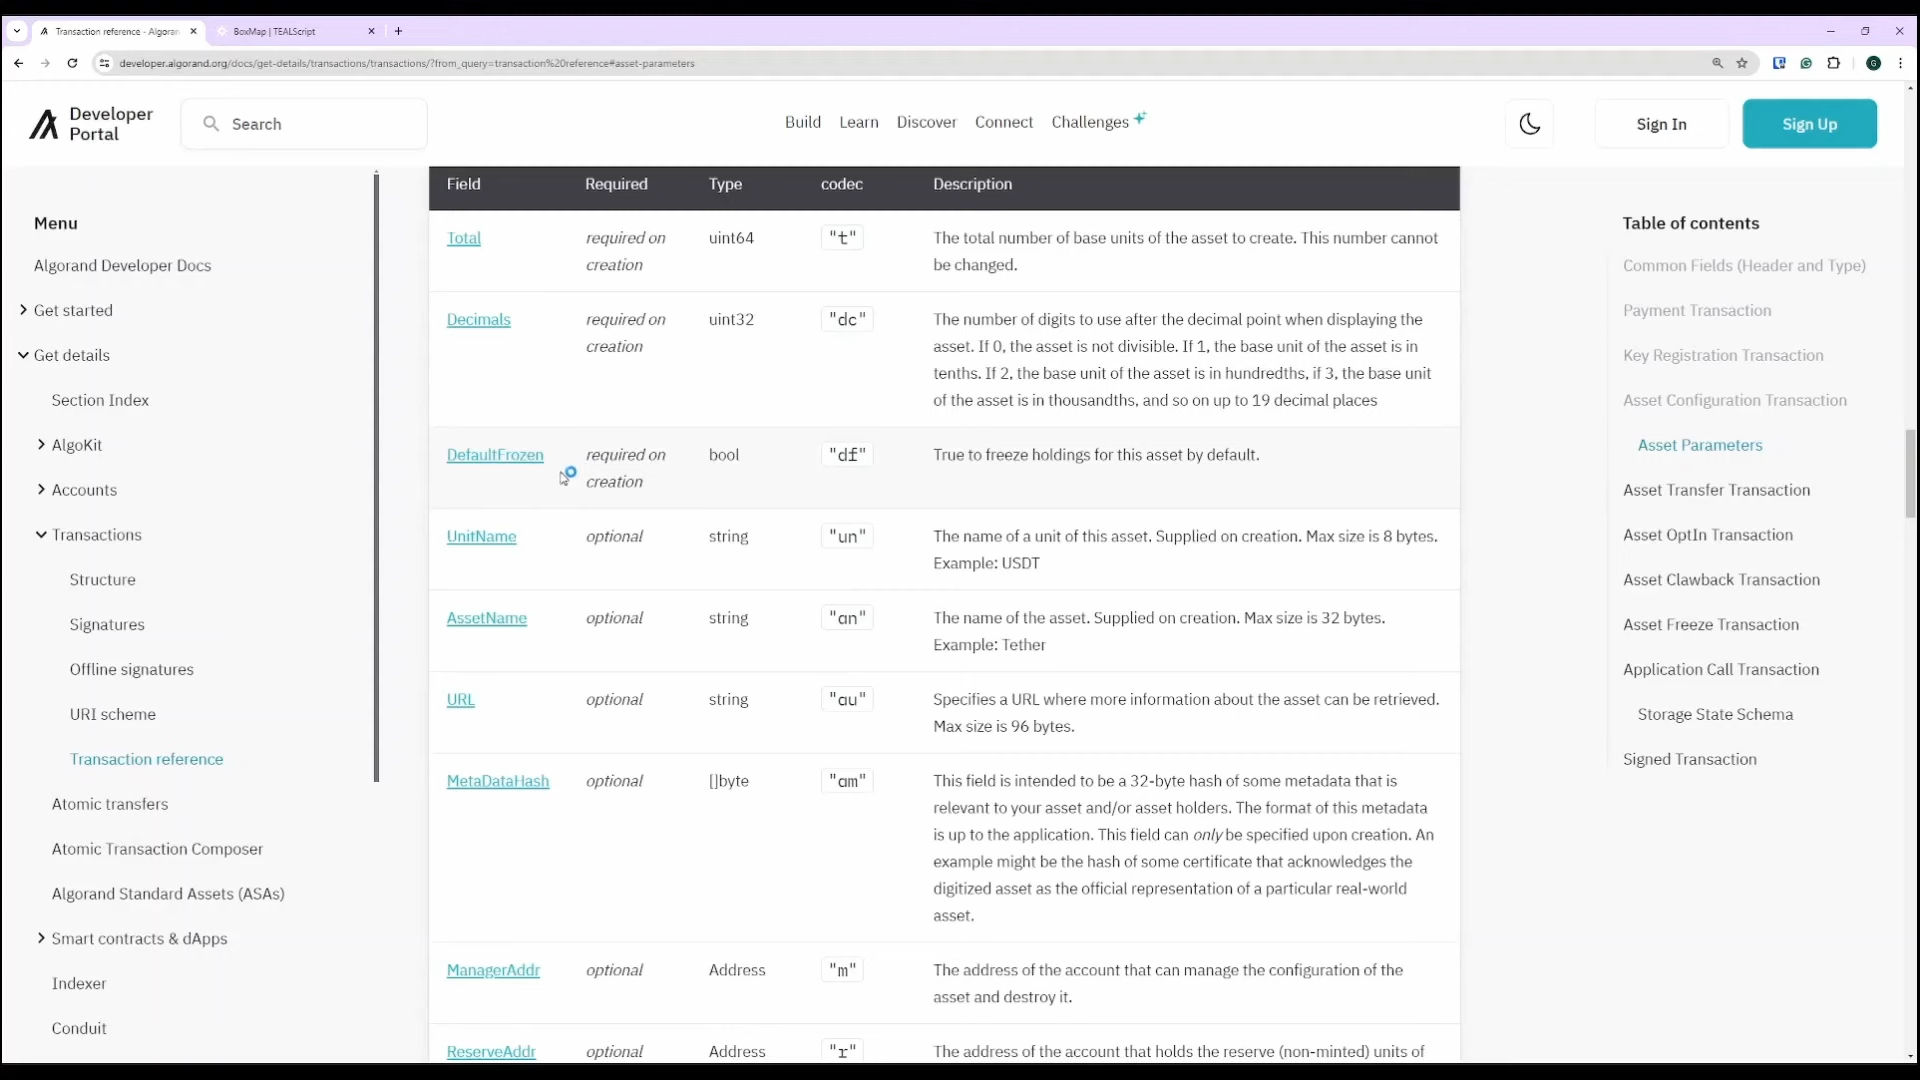 Transaction reference - Algoran
BoxMap | TEALScript
developer.algorand.org/docs/get-details/transactions/transactions/?from_query=transaction%20reference#asset-parameters
G
Developer
Portal
Search
Build Learn Discover Connect Challenges
Sign In
Sign Up
Menu
Algorand Developer Docs
Get started
Get details
Section Index
AlgoKit
Accounts
Transactions
Structure
Signatures
Offline signatures
URI scheme
Transaction reference
Atomic transfers
Atomic Transaction Composer
Algorand Standard Assets (ASAs)
Smart contracts & dApps
Indexer
Conduit
Field Required Type codec Description
Total required on uint64 "t" The total number of base units of the asset to create. This number cannot
creation be changed.
Decimals required on uint32 "dc" The number of digits to use after the decimal point when displaying the
creation asset. If 0, the asset is not divisible. If 1, the base unit of the asset is in
tenths. If 2, the base unit of the asset is in hundredths, if 3, the base unit
of the asset is in thousandths, and so on up to 19 decimal places
DefaultFrozen required on bool "df" True to freeze holdings for this asset by default.
creation
UnitName optional string "un" The name of a unit of this asset. Supplied on creation. Max size is 8 bytes.
Example: USDT
AssetName optional string "an" The name of the asset. Supplied on creation. Max size is 32 bytes.
Example: Tether
URL optional string "au" Specifies a URL where more information about the asset can be retrieved.
Max size is 96 bytes.
MetaDataHash optional []byte "am" This field is intended to be a 32-byte hash of some metadata that is
relevant to your asset and/or asset holders. The format of this metadata
is up to the application. This field can only be specified upon creation. An
example might be the hash of some certificate that acknowledges the
digitized asset as the official representation of a particular real-world
asset.
ManagerAddr optional Address "m" The address of the account that can manage the configuration of the
asset and destroy it.
ReserveAddr optional Address "r" The address of the account that holds the reserve (non-minted) units of
Table of contents
Common Fields (Header and Type)
Payment Transaction
Key Registration Transaction
Asset Configuration Transaction
Asset Parameters
Asset Transfer Transaction
Asset OptIn Transaction
Asset Clawback Transaction
Asset Freeze Transaction
Application Call Transaction
Storage State Schema
Signed Transaction